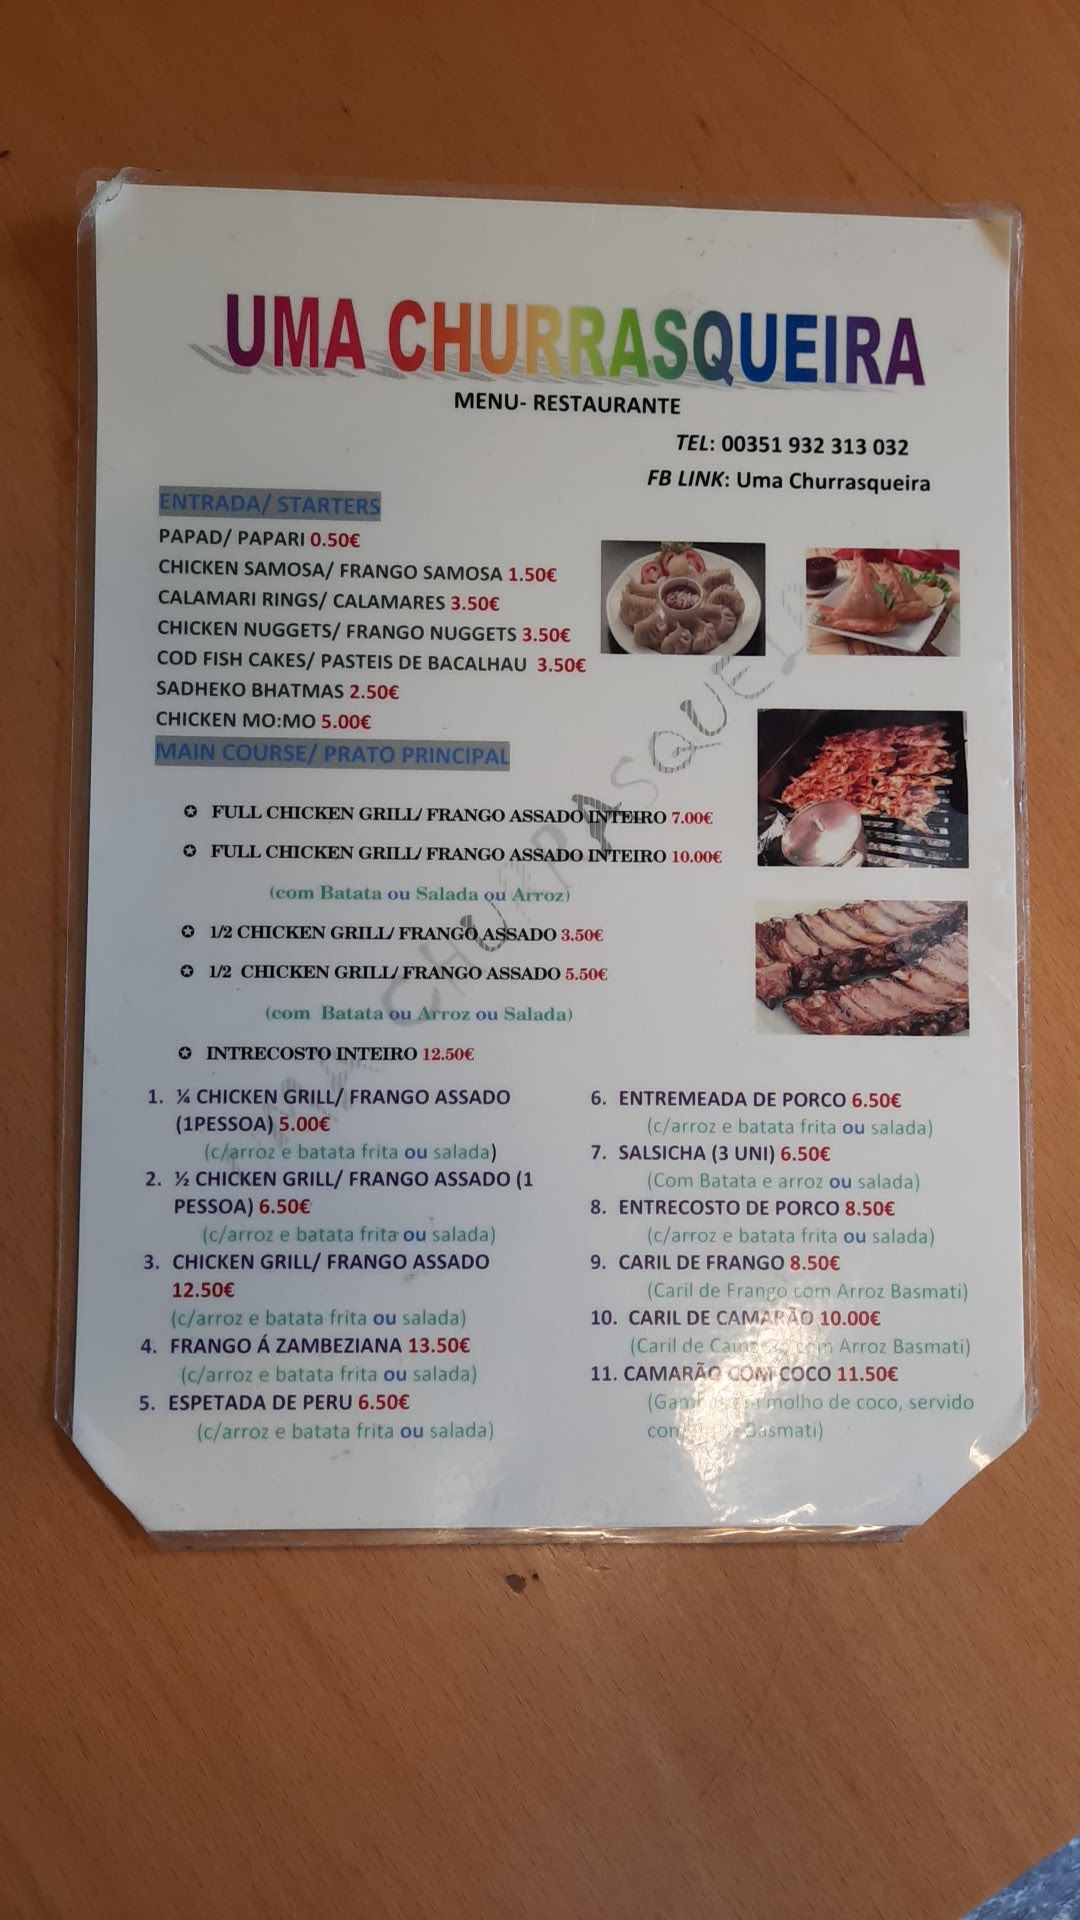 UMA CHURRASQUEIRA
MENU- RESTAURANTE
TEL: 00351 932 313 032
FB LINK: Uma Churrasqueira
ENTRADA/ STARTERS
PAPAD/ PAPARI 0.50€
CHICKEN SAMOSA/ FRANGO SAMOSA 1.50€
CALAMARI RINGS/ CALAMARES 3.50€
CHICKEN NUGGETS/ FRANGO NUGGETS 3.50€
COD FISH CAKES/ PASTEIS DE BACALHAU 3.50€
SADHEKO BHATMAS 2.50€
CHICKEN MO:MO 5.00€
MAIN COURSE/ PRATO PRINCIPAL
FULL CHICKEN GRILL/ FRANGO ASSADO INTEIRO 7.00€
FULL CHICKEN GRILL/ FRANGO ASSADO INTEIRO 10.00€
(com Batata ou Salada ou Arroz)
1/2 CHICKEN GRILL/ FRANGO ASSADO 3.50€
1/2 CHICKEN GRILL/ FRANGO ASSADO 5.50€
(com Batata ou Arroz ou Salada)
INTRECOSTO INTEIRO 12.50€
1. ¼ CHICKEN GRILL/ FRANGO ASSADO
(1PESSOA) 5.00€
(c/arroz e batata frita ou salada)
2. ½ CHICKEN GRILL/ FRANGO ASSADO (1
PESSOA) 6.50€
(c/arroz e batata frita ou salada)
3. CHICKEN GRILL/ FRANGO ASSADO
12.50€
(c/arroz e batata frita ou salada)
4. FRANGO Á ZAMBEZIANA 13.50€
(c/arroz e batata frita ou salada)
5. ESPETADA DE PERU 6.50€
(c/arroz e batata frita ou salada)
6. ENTREMEADA DE PORCO 6.50€
(c/arroz e batata frita ou salada)
7. SALSICHA (3 UNI) 6.50€
(Com Batata e arroz ou salada)
8. ENTRECOSTO DE PORCO 8.50€
(c/arroz e batata frita ou salada)
9. CARIL DE FRANGO 8.50€
(Caril de Frango com Arroz Basmati)
10. CARIL DE CAMARÃO 10.00€
(Caril de com Arroz Basmati)
11. CAMARÃO COM COCO 11.50€
molho de coco, servido
Basmati)